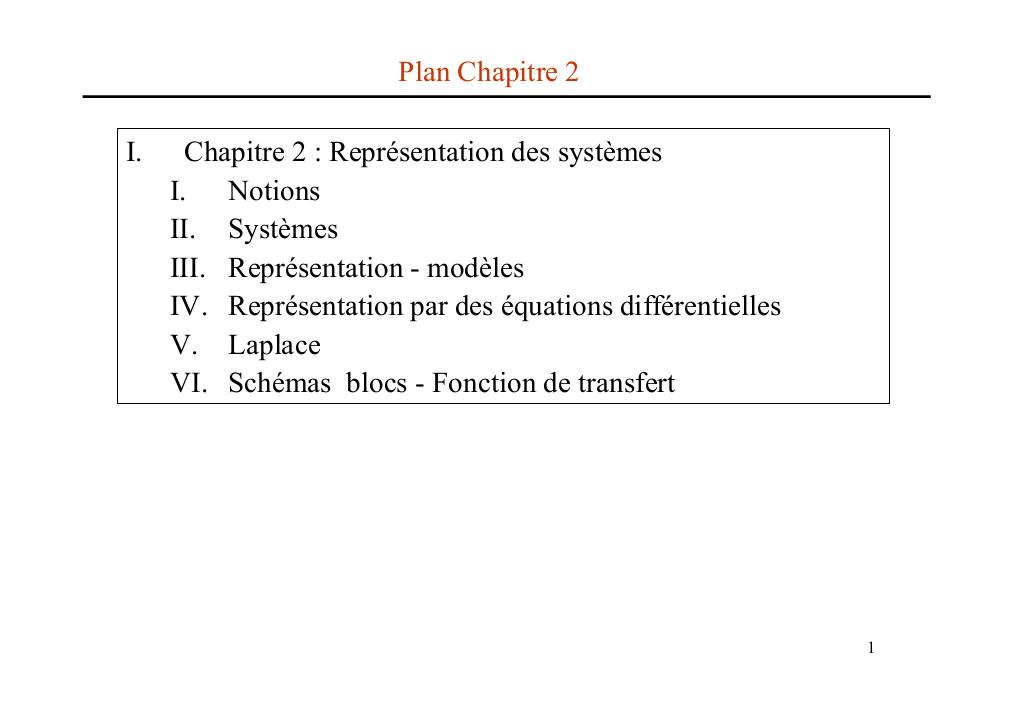 Plan Chapitre 2
I. Chapitre 2 : Représentation des systèmes
I. Notions
II. Systèmes
III. Représentation - modèles
IV. Représentation par des équations différentielles
V. Laplace
VI. Schémas blocs - Fonction de transfert
1